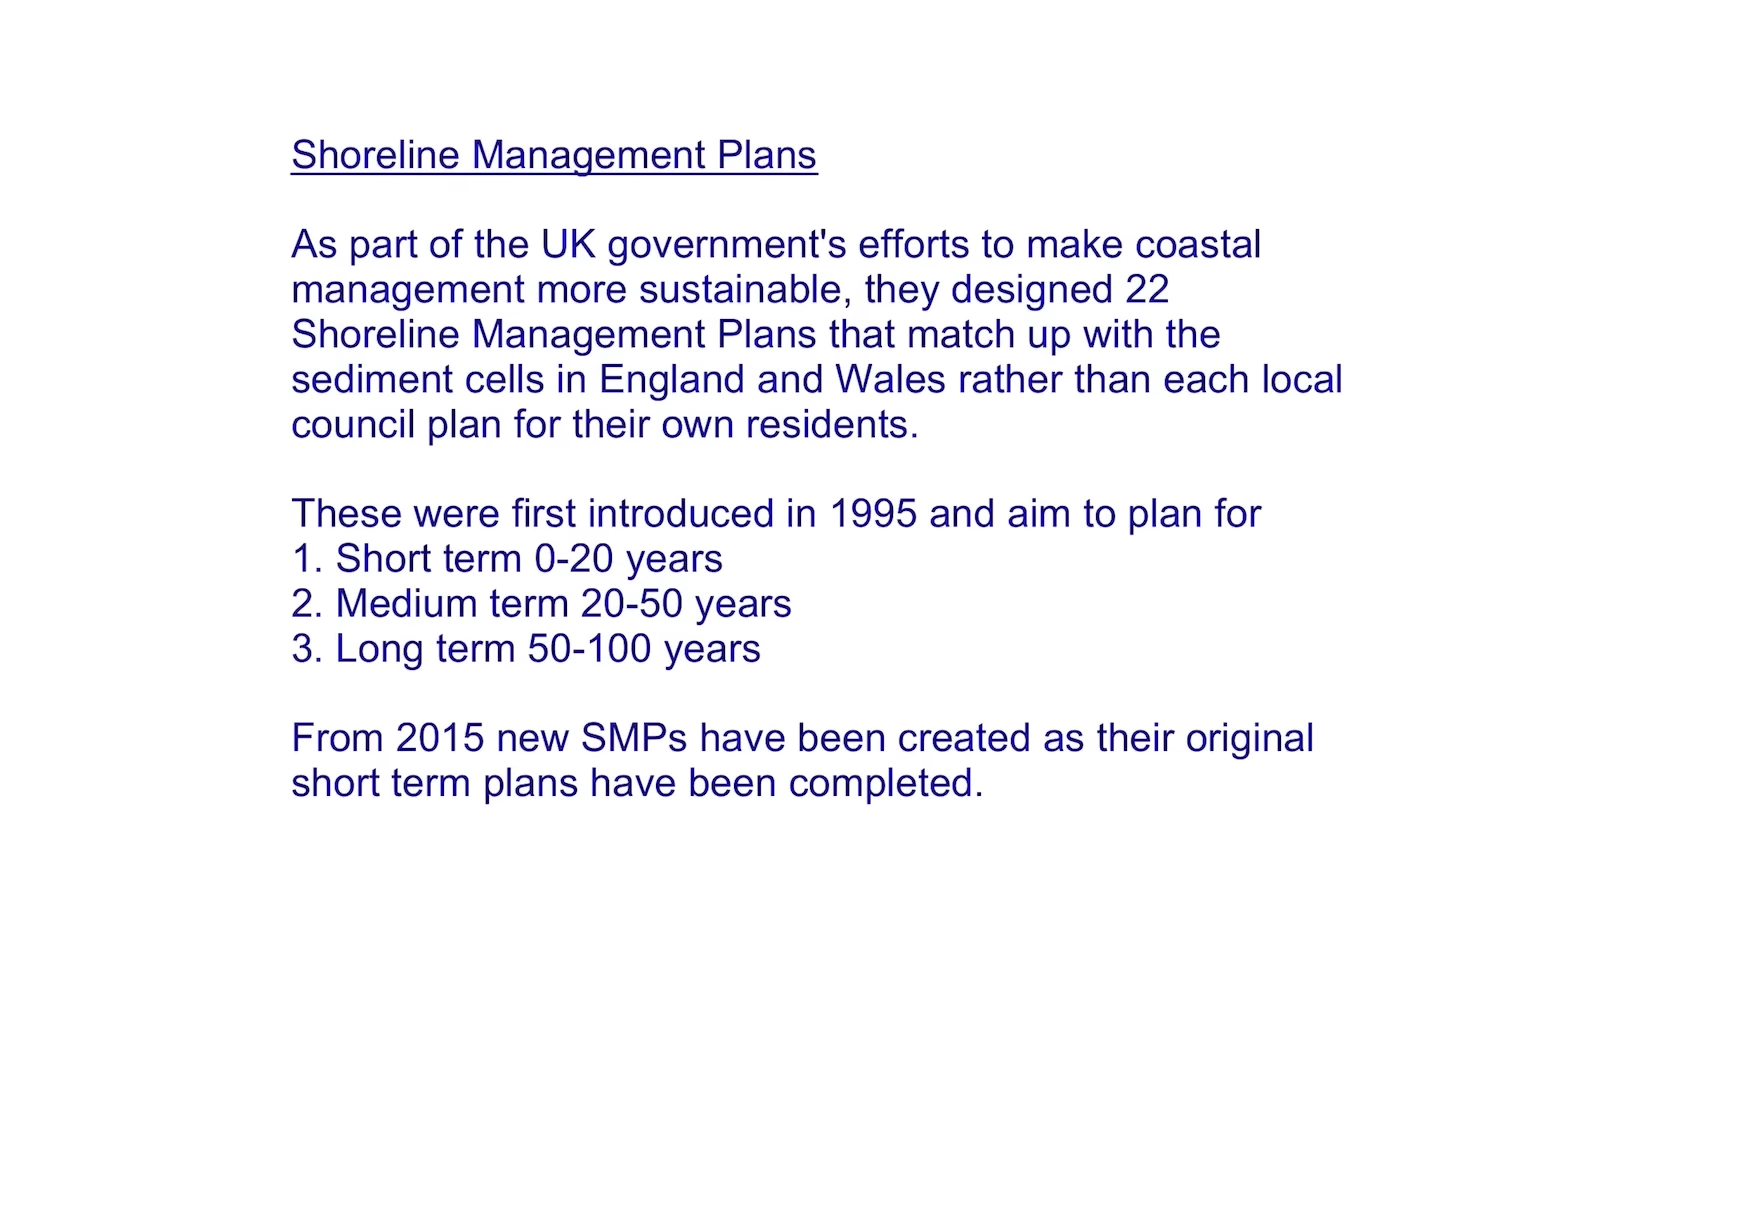 Shoreline Management Plans
As part of the UK government's efforts to make coastal
management more sustainable, they designed 22
Shoreline Management Plans that match up with the
sediment cells in England and Wales rather than each local
council plan for their own residents.
These were first introduced in 1995 and aim to plan for
1. Short term 0-20 years
2. Medium term 20-50 years
3. Long term 50-100 years
From 2015 new SMPs have been created as their original
short term plans have been completed.